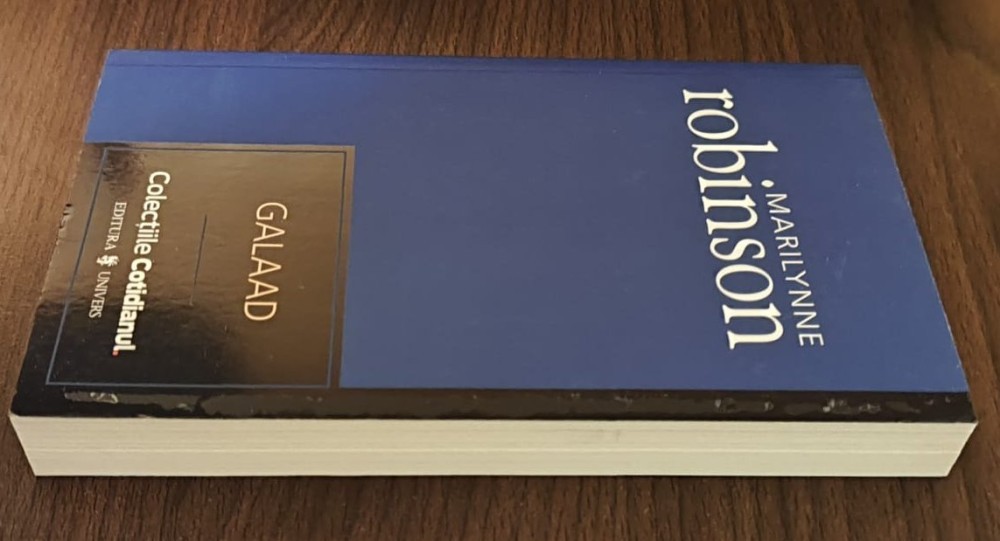 MARILYNNE
robinson
GALAAD
Colecțiile Cotidianul.
EDITURA UNIVERS